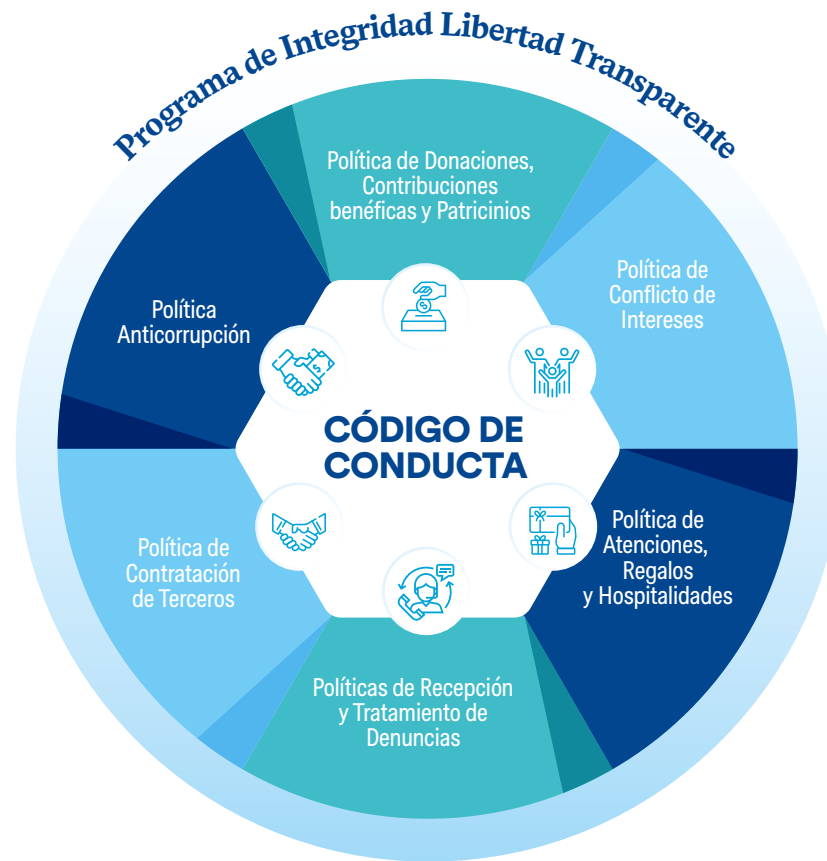 Programa de Integridad Libertad Transparente
Política de Donaciones,
Contribuciones
benéficas y Patricinios
Política de
Conflicto de
Intereses
Política
Anticorrupción
CÓDIGO DE
CONDUCTA
Política de
Atenciones,
Regalos
y Hospitalidades
Política de
Contratación
de Terceros
Políticas de Recepción
y Tratamiento de
Denuncias